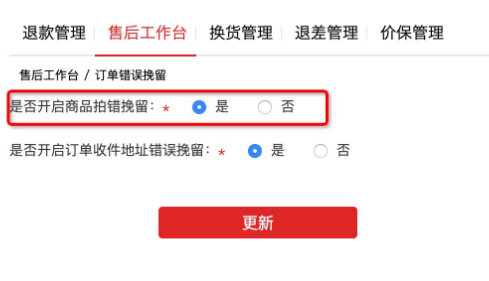 退款管理 售后工作台 换货管理 退差管理 价保管理
售后工作台 / 订单错误挽留
是否开启商品拍错挽留：* 是 否
是否开启订单收件地址错误挽留：* 是 否
更新